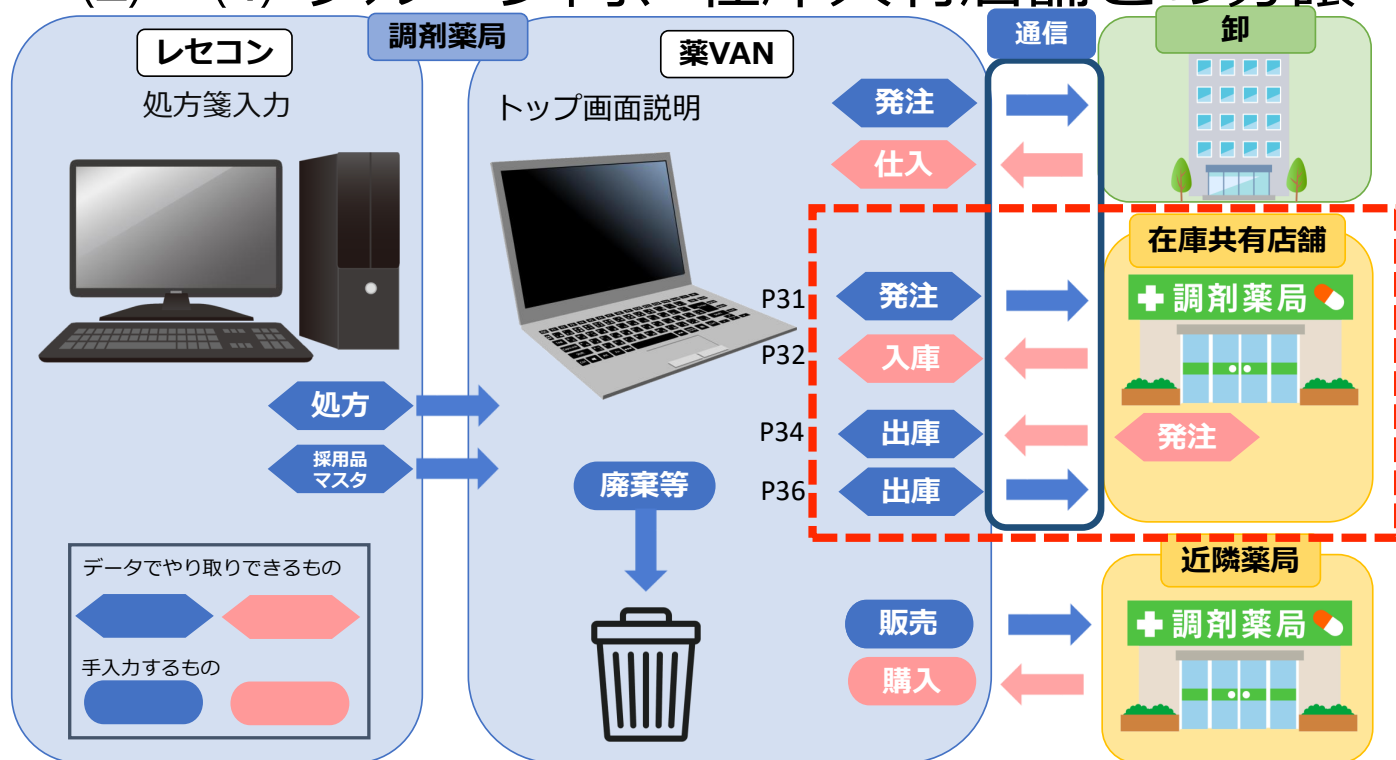 調剤薬局
レセコン
処方箋入力
処方
採用品
マスタ
データでやり取りできるもの
手入力するもの
薬VAN
トップ画面説明
廃棄等
通信
卸
発注
仕入
在庫共有店舗
調剤薬局
P31
発注
P32
入庫
P34
出庫
発注
P36
出庫
近隣薬局
調剤薬局
販売
購入